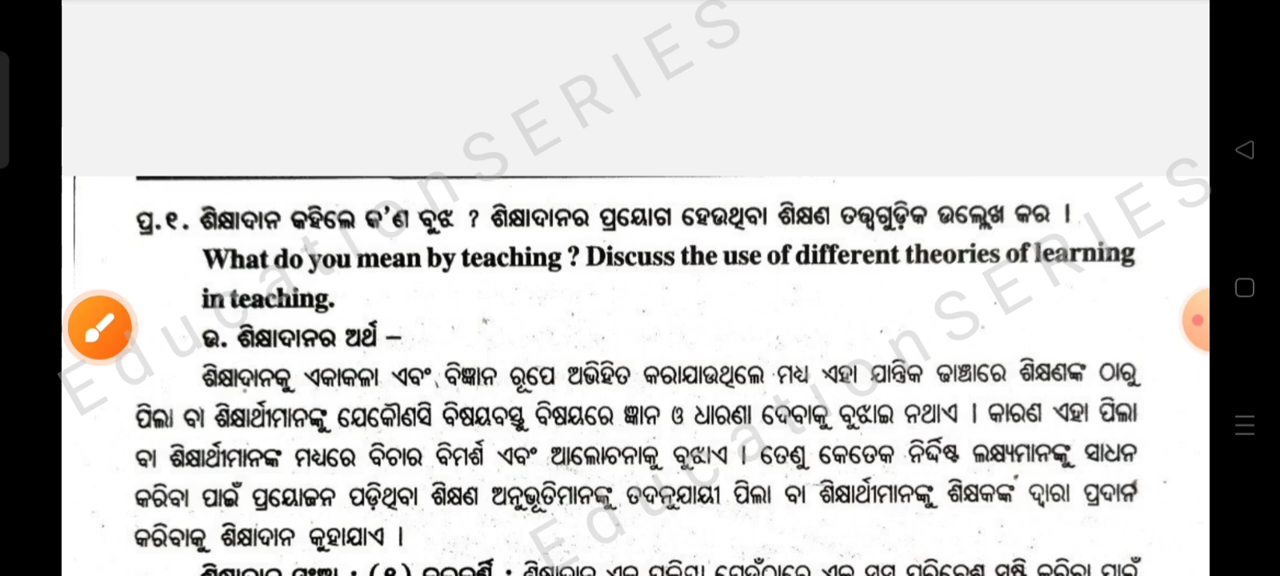 EducationSERIES
ପ୍ର.୧. ଶିକ୍ଷାଦାନ କହିଲେ କ'ଣ ବୁଝ ? ଶିକ୍ଷାଦାନର ପ୍ରୟୋଗ ହେଉଥିବା ଶିକ୍ଷଣ ତତ୍ତ୍ୱଗୁଡ଼ିକ ଉଲ୍ଲେଖ କର ।
What do you mean by teaching ? Discuss the use of different theories of learning
in teaching.
ଉ. ଶିକ୍ଷାଦାନର ଅର୍ଥ –
ଶିକ୍ଷାଦାନକୁ ଏକାକଳା ଏବଂ ବିଜ୍ଞାନ ରୂପେ ଅଭିହିତ କରାଯାଉଥିଲେ ମଧ୍ୟ ଏହା ଯାନ୍ତ୍ରିକ ଢାଞ୍ଚାରେ ଶିକ୍ଷଣଙ୍କ ଠାରୁ
ପିଲା ବା ଶିକ୍ଷାର୍ଥୀମାନଙ୍କୁ ଯେକୌଣସି ବିଷୟବସ୍ତୁ ବିଷୟରେ ଜ୍ଞାନ ଓ ଧାରଣା ଦେବାକୁ ବୁଝାଇ ନଥାଏ । କାରଣ ଏହା ପିଲା
ବା ଶିକ୍ଷାର୍ଥୀମାନଙ୍କ ମଧ୍ୟରେ ବିଚାର ବିମର୍ଶ ଏବଂ ଆଲୋଚନାକୁ ବୁଝାଏ । ତେଣୁ କେତେକ ନିର୍ଦ୍ଦିଷ୍ଟ ଲକ୍ଷ୍ୟମାନଙ୍କୁ ସାଧନ
କରିବା ପାଇଁ ପ୍ରୟୋଜନ ପଡ଼ିଥିବା ଶିକ୍ଷଣ ଅନୁଭୂତିମାନଙ୍କୁ ତଦନୁଯାୟୀ ପିଲା ବା ଶିକ୍ଷାର୍ଥୀମାନଙ୍କୁ ଶିକ୍ଷକଙ୍କ ଦ୍ୱାରା ପ୍ରଦାନ
କରିବାକୁ ଶିକ୍ଷାଦାନ କୁହାଯାଏ ।
EducationSERIES